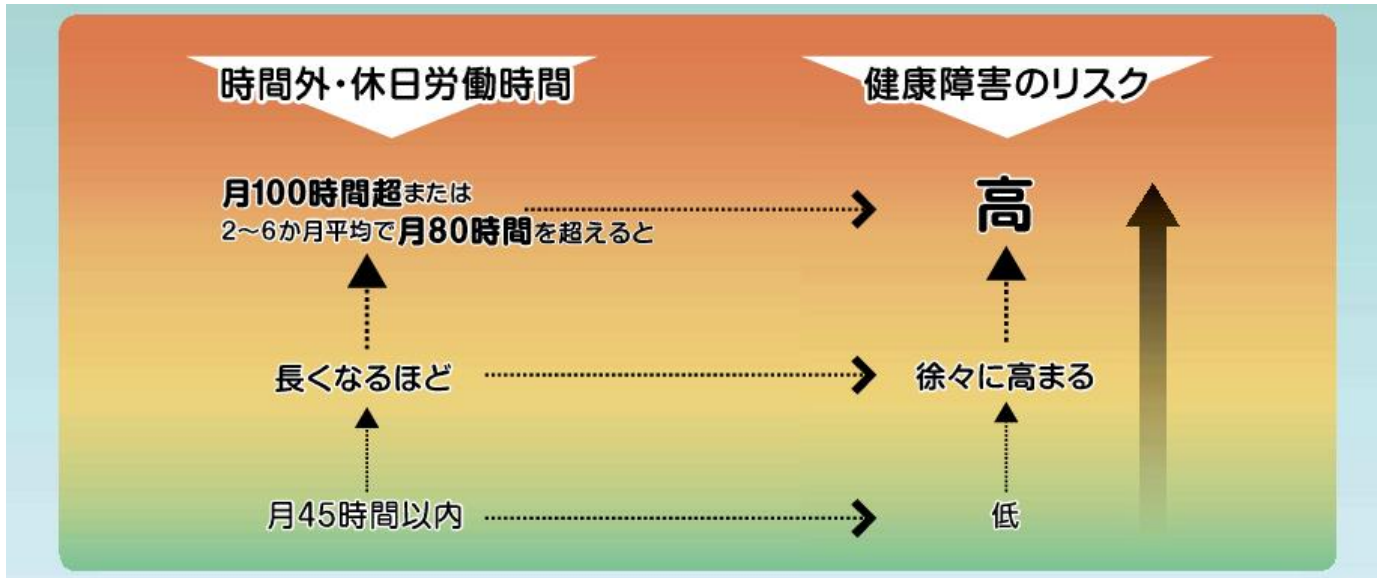 時間外・休日労働時間
健康障害のリスク
月100時間超または
2〜6か月平均で月80時間を超えると
高
長くなるほど
徐々に高まる
月45時間以内
低